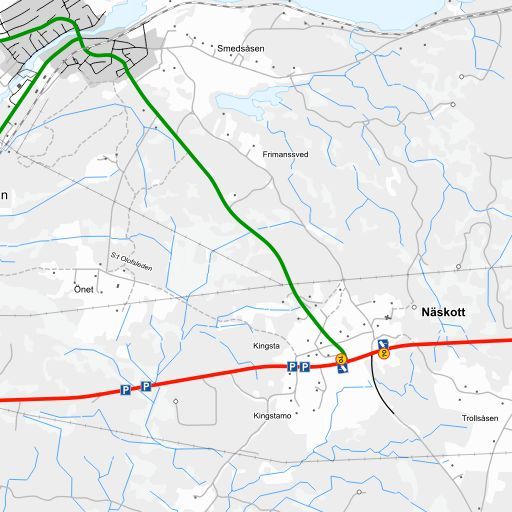 Smedsåsen
Frimanssved
n
S:t Olofsleden
Önet
Näskott
Kingsta
P P
P P
Kingstamo
Trollsåsen